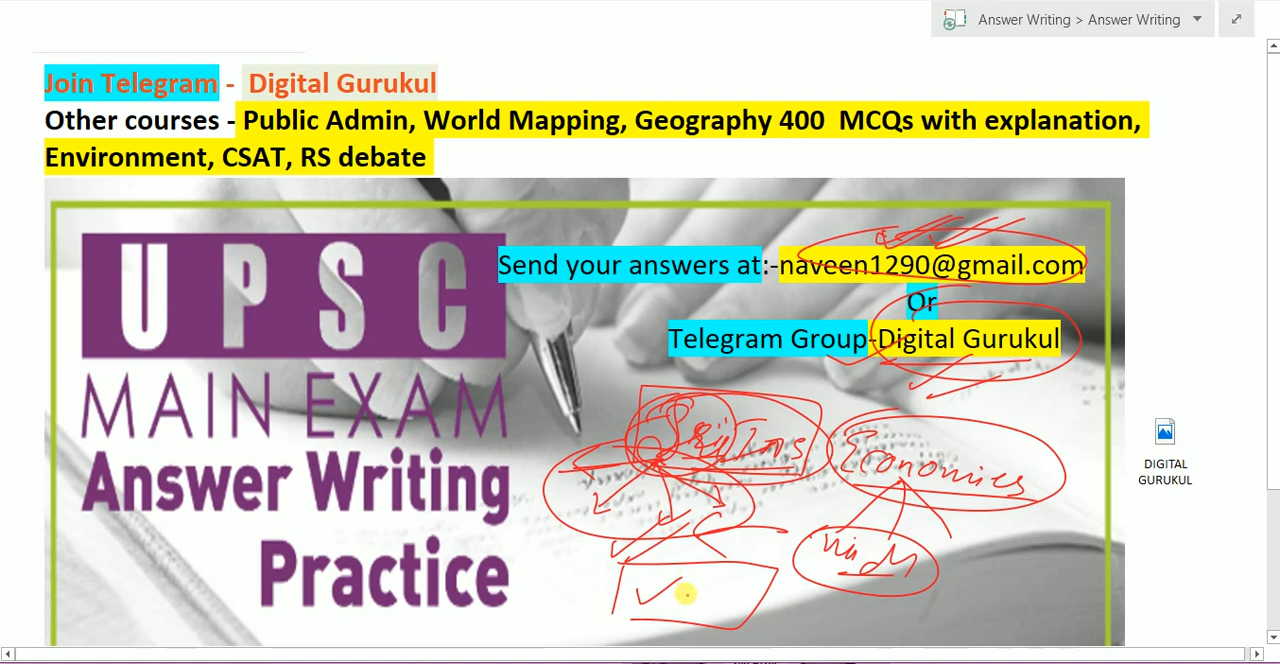 Answer Writing > Answer Writing
Join Telegram - Digital Gurukul
Other courses - Public Admin, World Mapping, Geography 400 MCQs with explanation,
Environment, CSAT, RS debate
UPSC
MAIN EXAM
Answer Writing
Practice
Send your answers at:-naveen1290@gmail.com
Or
Telegram Group-Digital Gurukul
Economics
DIGITAL
GURUKUL